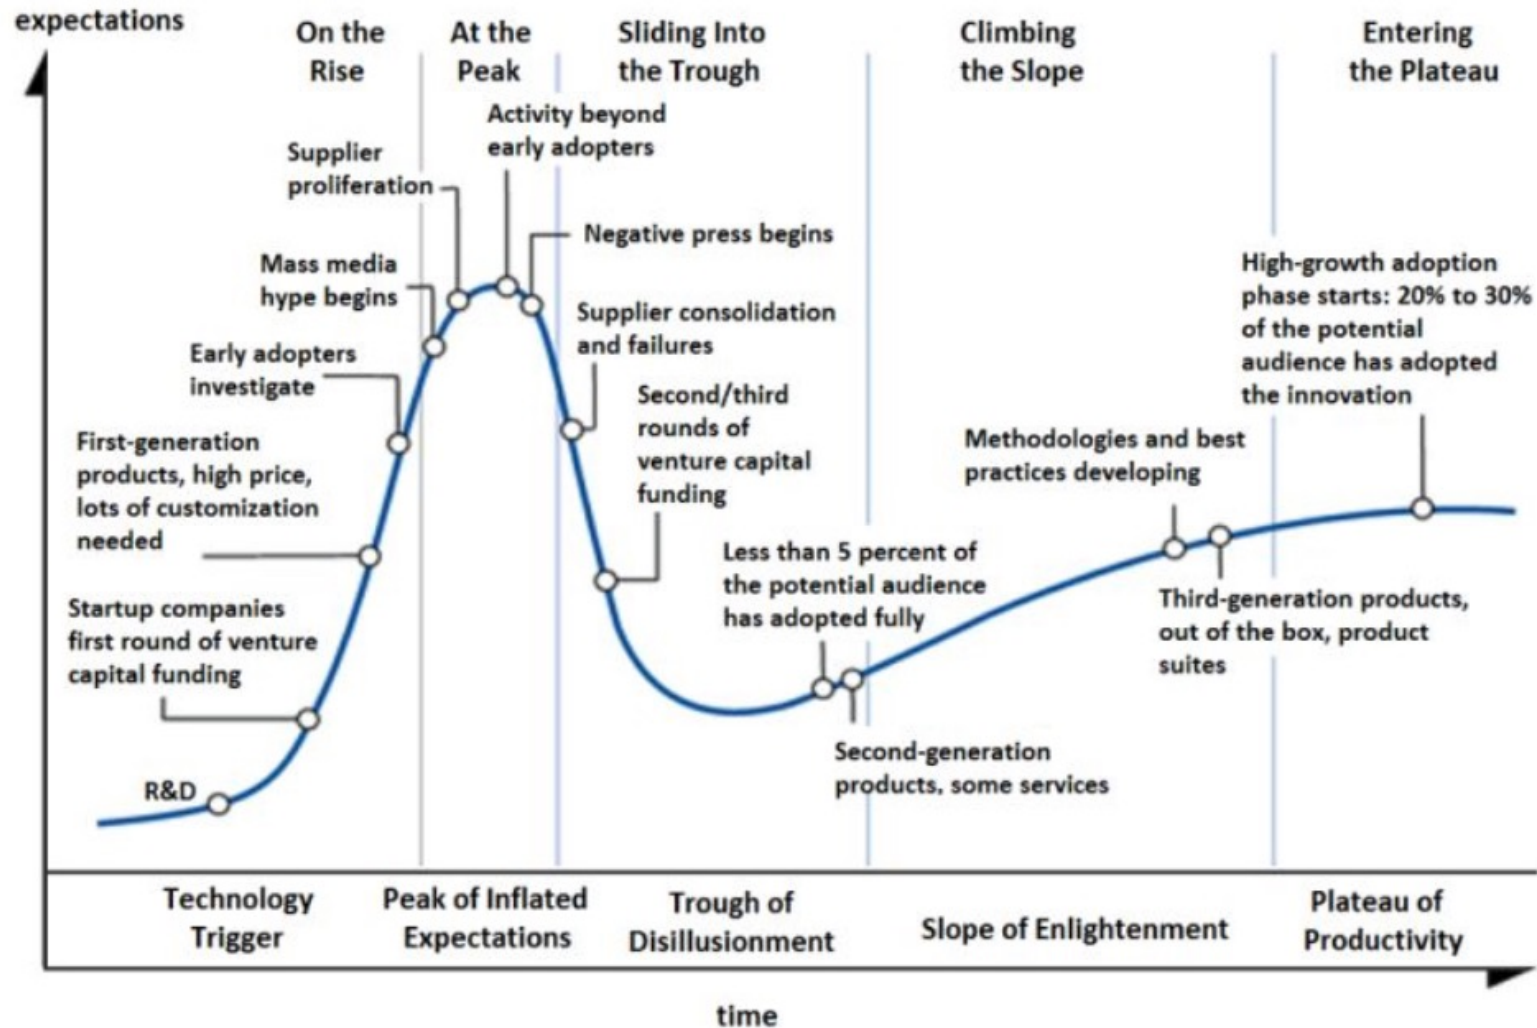 expectations
On the
Rise
At the
Peak
Sliding Into
the Trough
Climbing
the Slope
Entering
the Plateau
Activity beyond
early adopters
Supplier
proliferation
Negative press begins
Mass media
hype begins
High-growth adoption
phase starts: 20% to 30%
of the potential
audience has adopted
the innovation
Supplier consolidation
and failures
Early adopters
investigate
Second/third
rounds of
venture capital
funding
First-generation
products, high price,
lots of customization
needed
Methodologies and best
practices developing
Less than 5 percent of
the potential audience
has adopted fully
Startup companies
first round of venture
capital funding
Third-generation products,
out of the box, product
suites
Second-generation
products, some services
R&D
Technology
Trigger
Peak of Inflated
Expectations
Trough of
Disillusionment
Slope of Enlightenment
Plateau of
Productivity
time